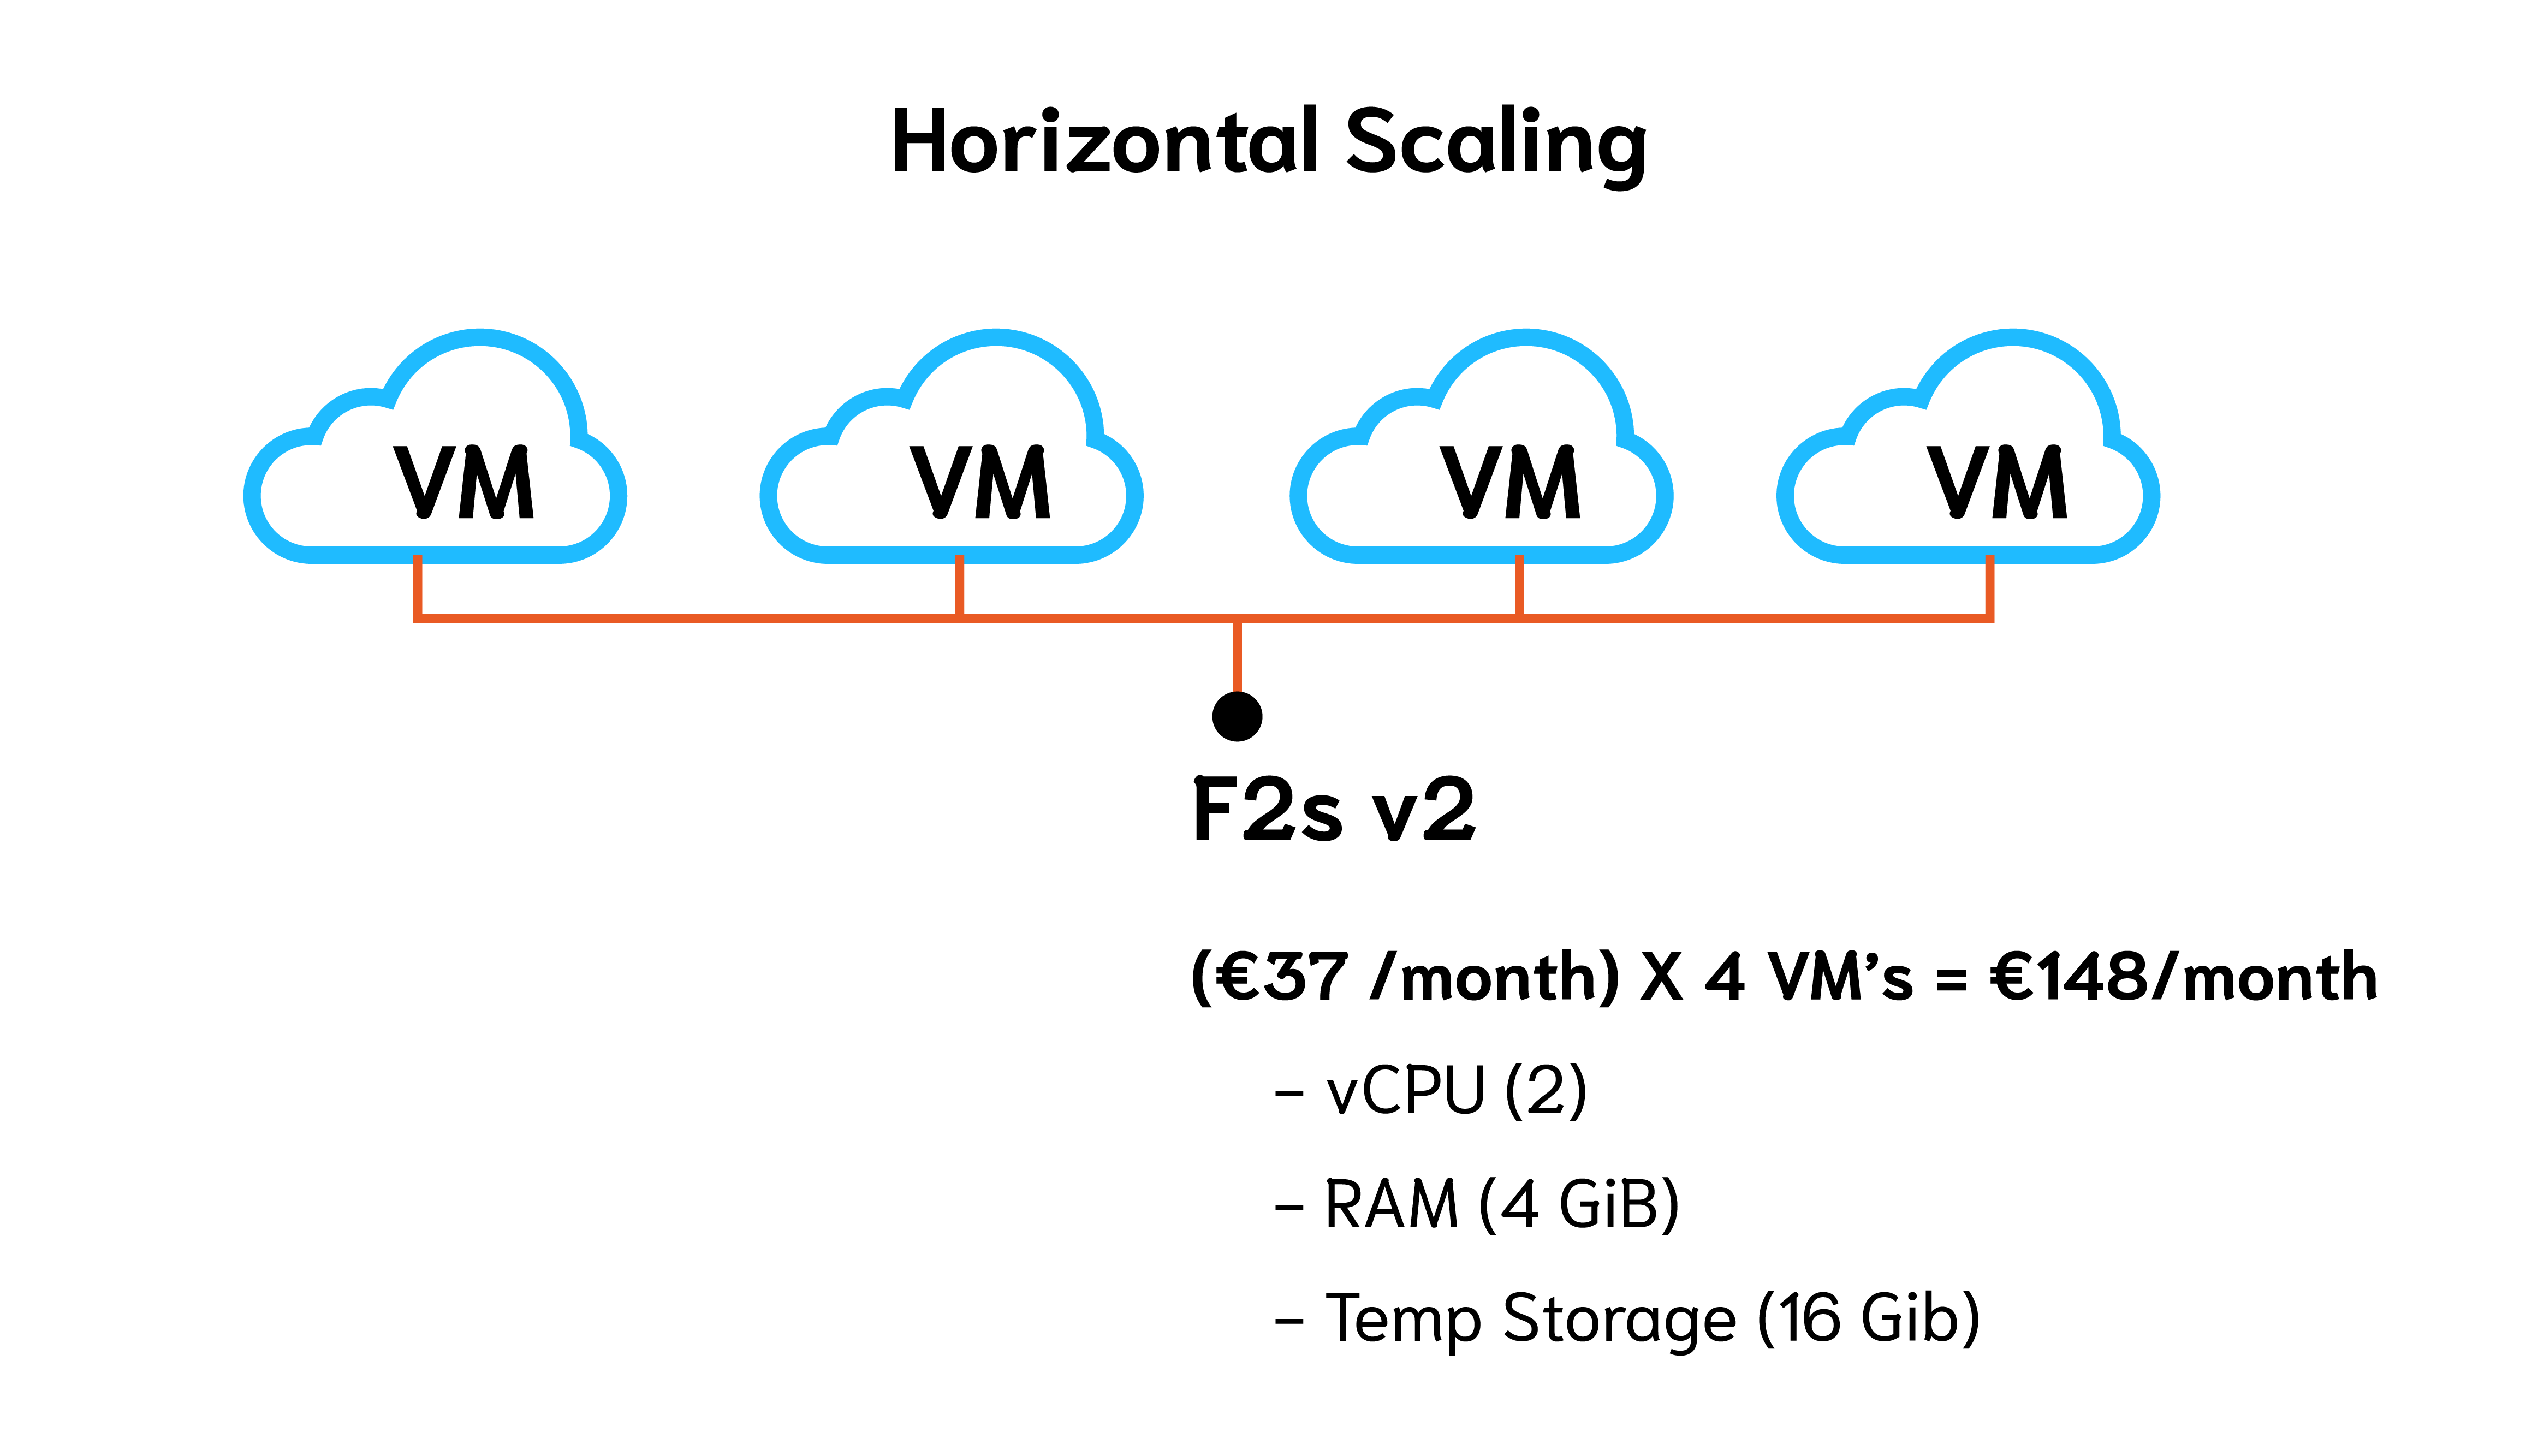 Horizontal Scaling
VM VM VM VM
F2s v2
(€37 /month) X 4 VM’s = €148/month
– vCPU (2)
– RAM (4 GiB)
– Temp Storage (16 Gib)